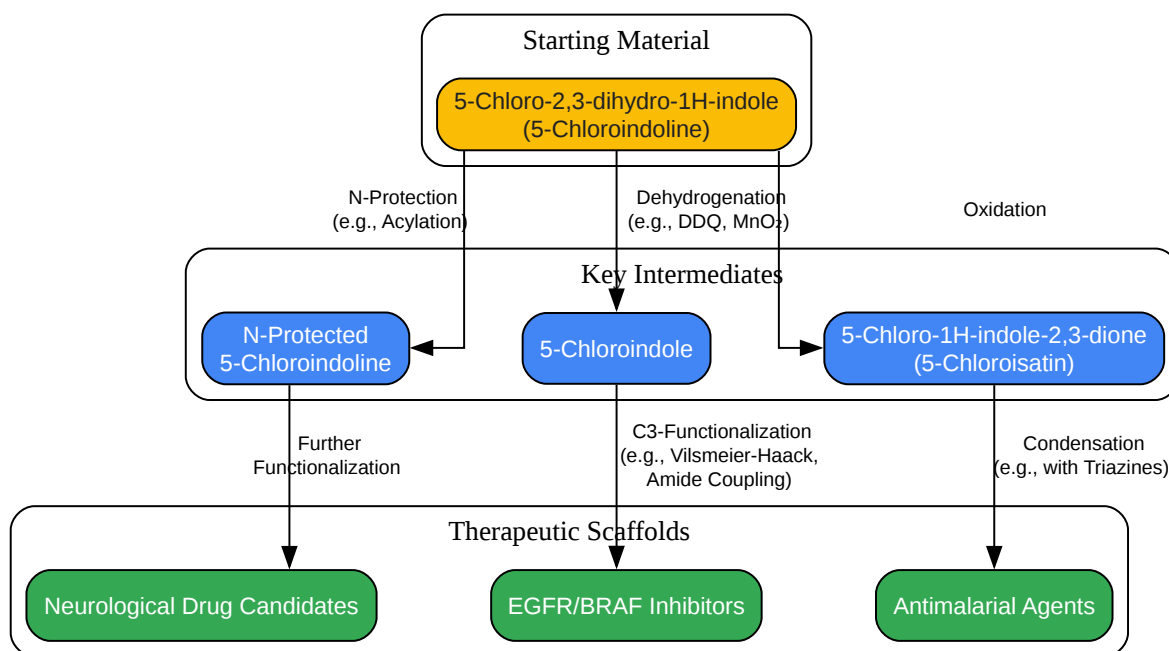 Starting Material
5-Chloro-2,3-dihydro-1H-indole
(5-Chloroindoline)
N-Protection
(e.g., Acylation)
Dehydrogenation
(e.g., DDQ, MnO₂)
Oxidation
Key Intermediates
N-Protected
5-Chloroindoline
5-Chloroindole
5-Chloro-1H-indole-2,3-dione
(5-Chloroisatin)
Further
Functionalization
C3-Functionalization
(e.g., Vilsmeier-Haack,
Amide Coupling)
Condensation
(e.g., with Triazines)
Therapeutic Scaffolds
Neurological Drug Candidates
EGFR/BRAF Inhibitors
Antimalarial Agents